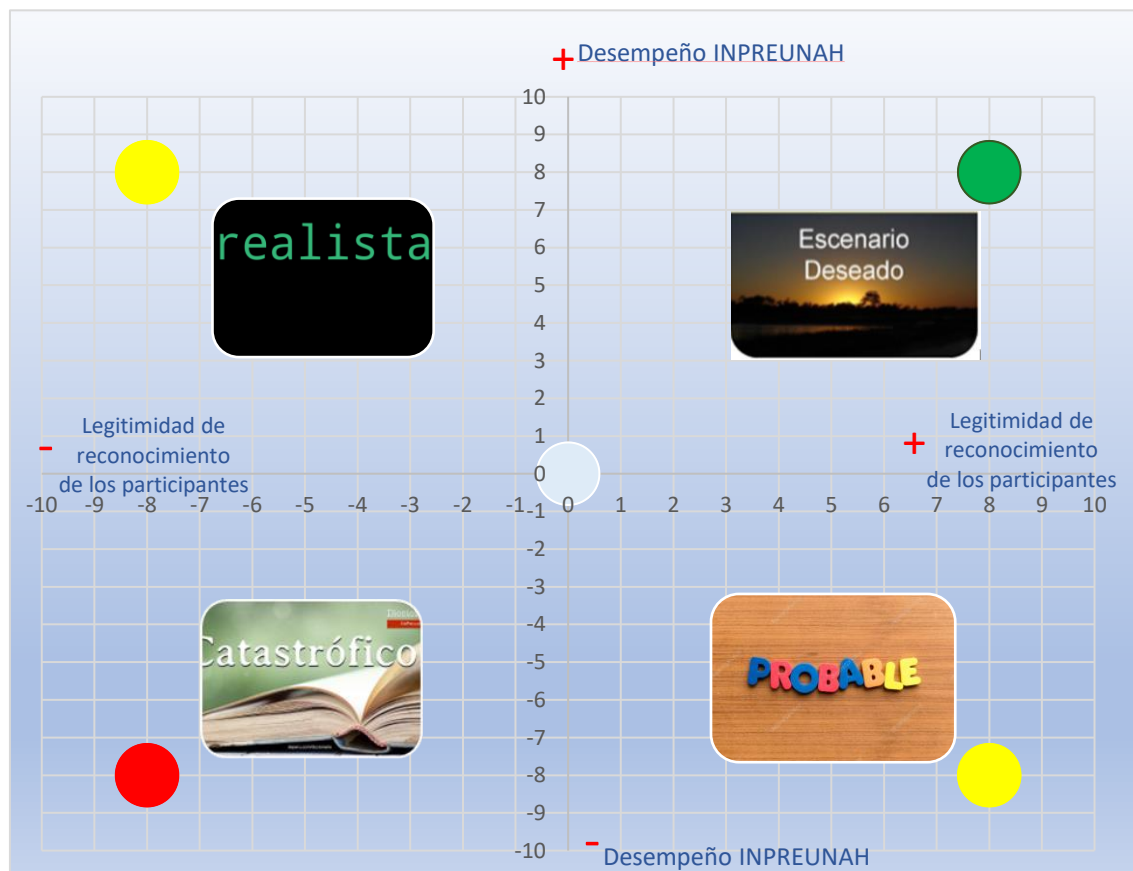 + Desempeño INPREUNAH
10
9
8
7
6
5
4
3
2
1
0
-1
-2
-3
-4
-5
-6
-7
-8
-9
-10
realista
Escenario
Deseado
- Legitimidad de
reconocimiento
de los participantes
+ Legitimidad de
reconocimiento
de los participantes
-10 -9 -8 -7 -6 -5 -4 -3 -2 -1 0 1 2 3 4 5 6 7 8 9 10
Catastrófico
PROBABLE
- Desempeño INPREUNAH